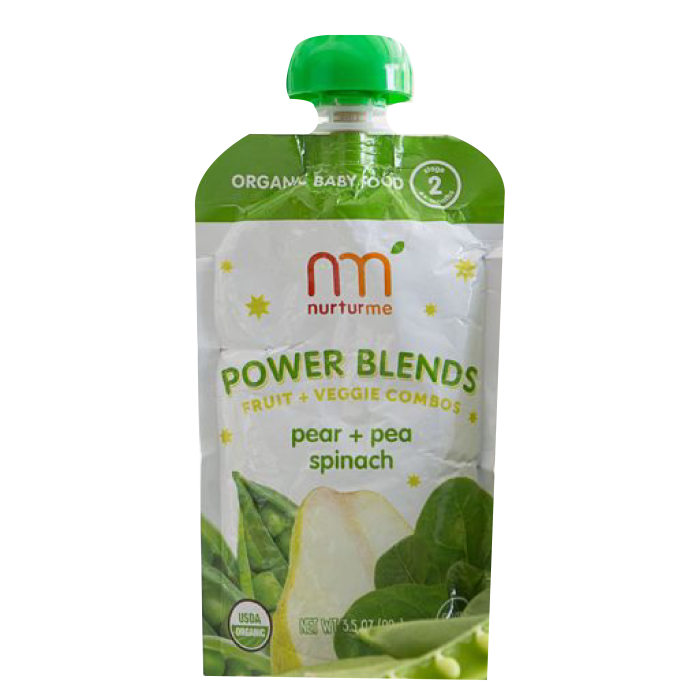 ORGANIC BABY FOOD
stage
2
nm
nurturme
POWER BLENDS
FRUIT + VEGGIE COMBOS
pear + pea
spinach
USDA
ORGANIC
NET WT 3.5 OZ